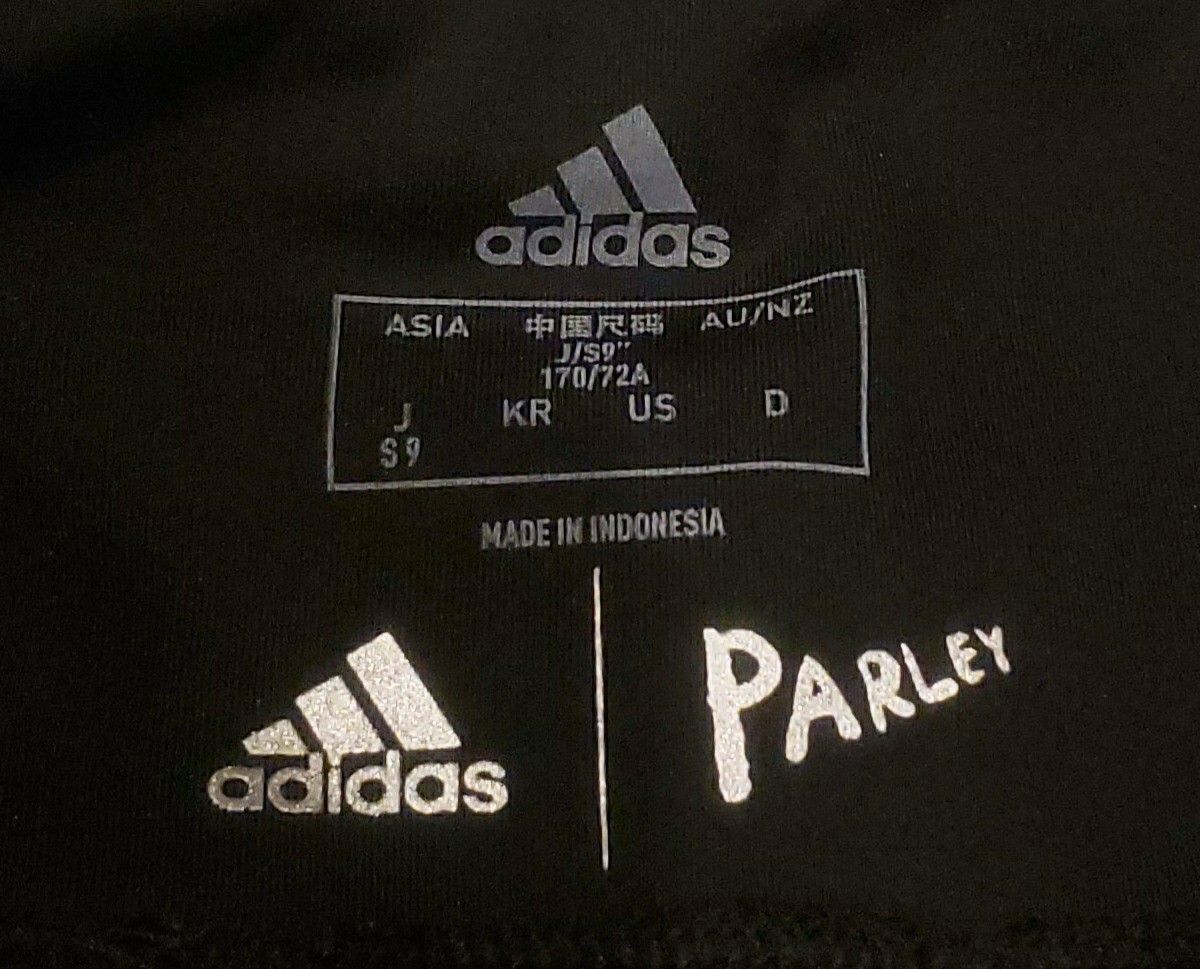 adidas
ASIA 中国尺码 AU/NZ
J/S9"
170/72A
J KR US D
S9
MADE IN INDONESIA
adidas PARLEY